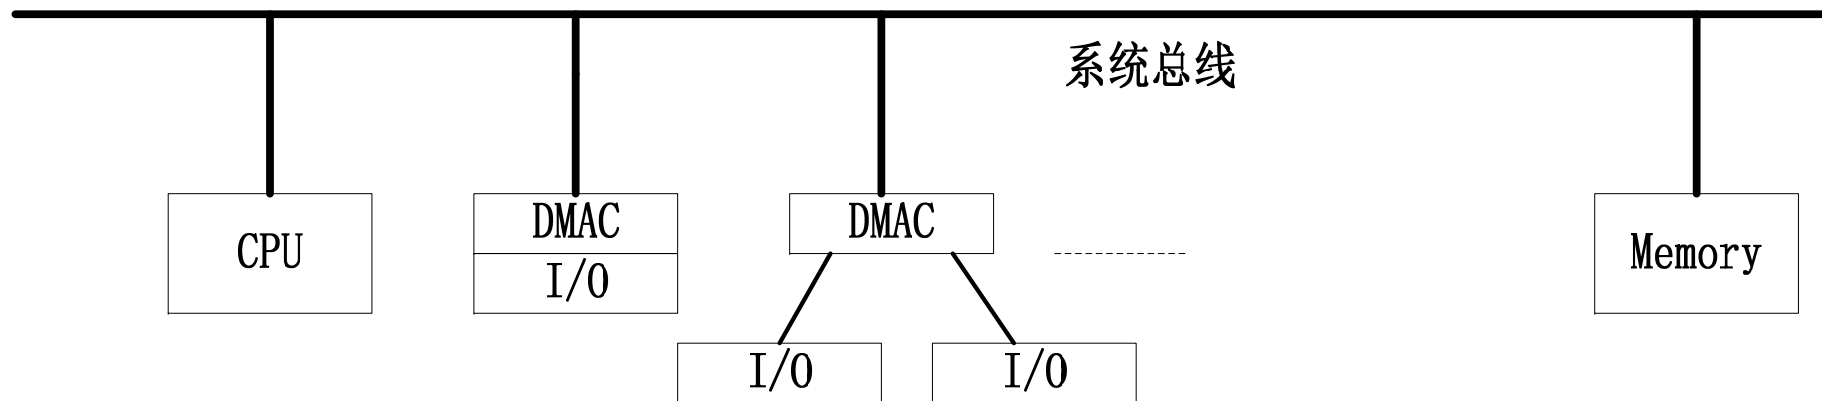 系统总线
CPU
DMAC
I/O
DMAC
Memory
I/O
I/O